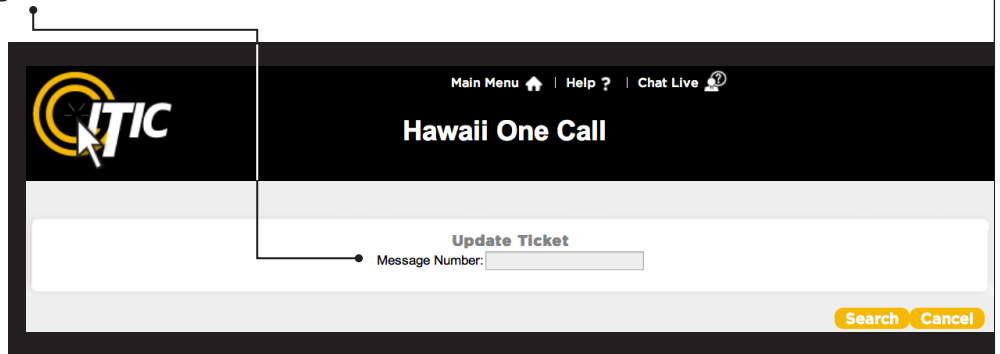 Main Menu | Help ? | Chat Live
ITIC
Hawaii One Call
Update Ticket
Message Number:
Search Cancel